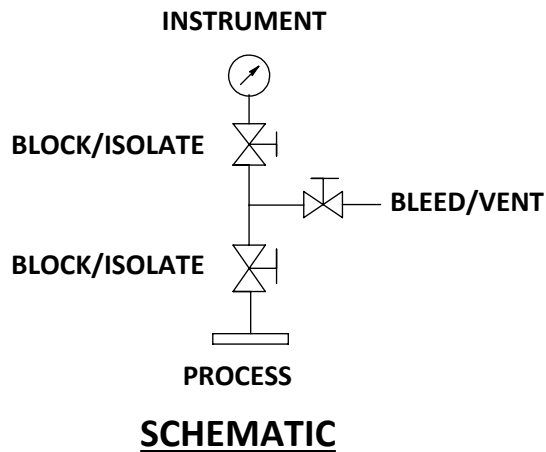 INSTRUMENT
BLOCK/ISOLATE
BLEED/VENT
BLOCK/ISOLATE
PROCESS
SCHEMATIC